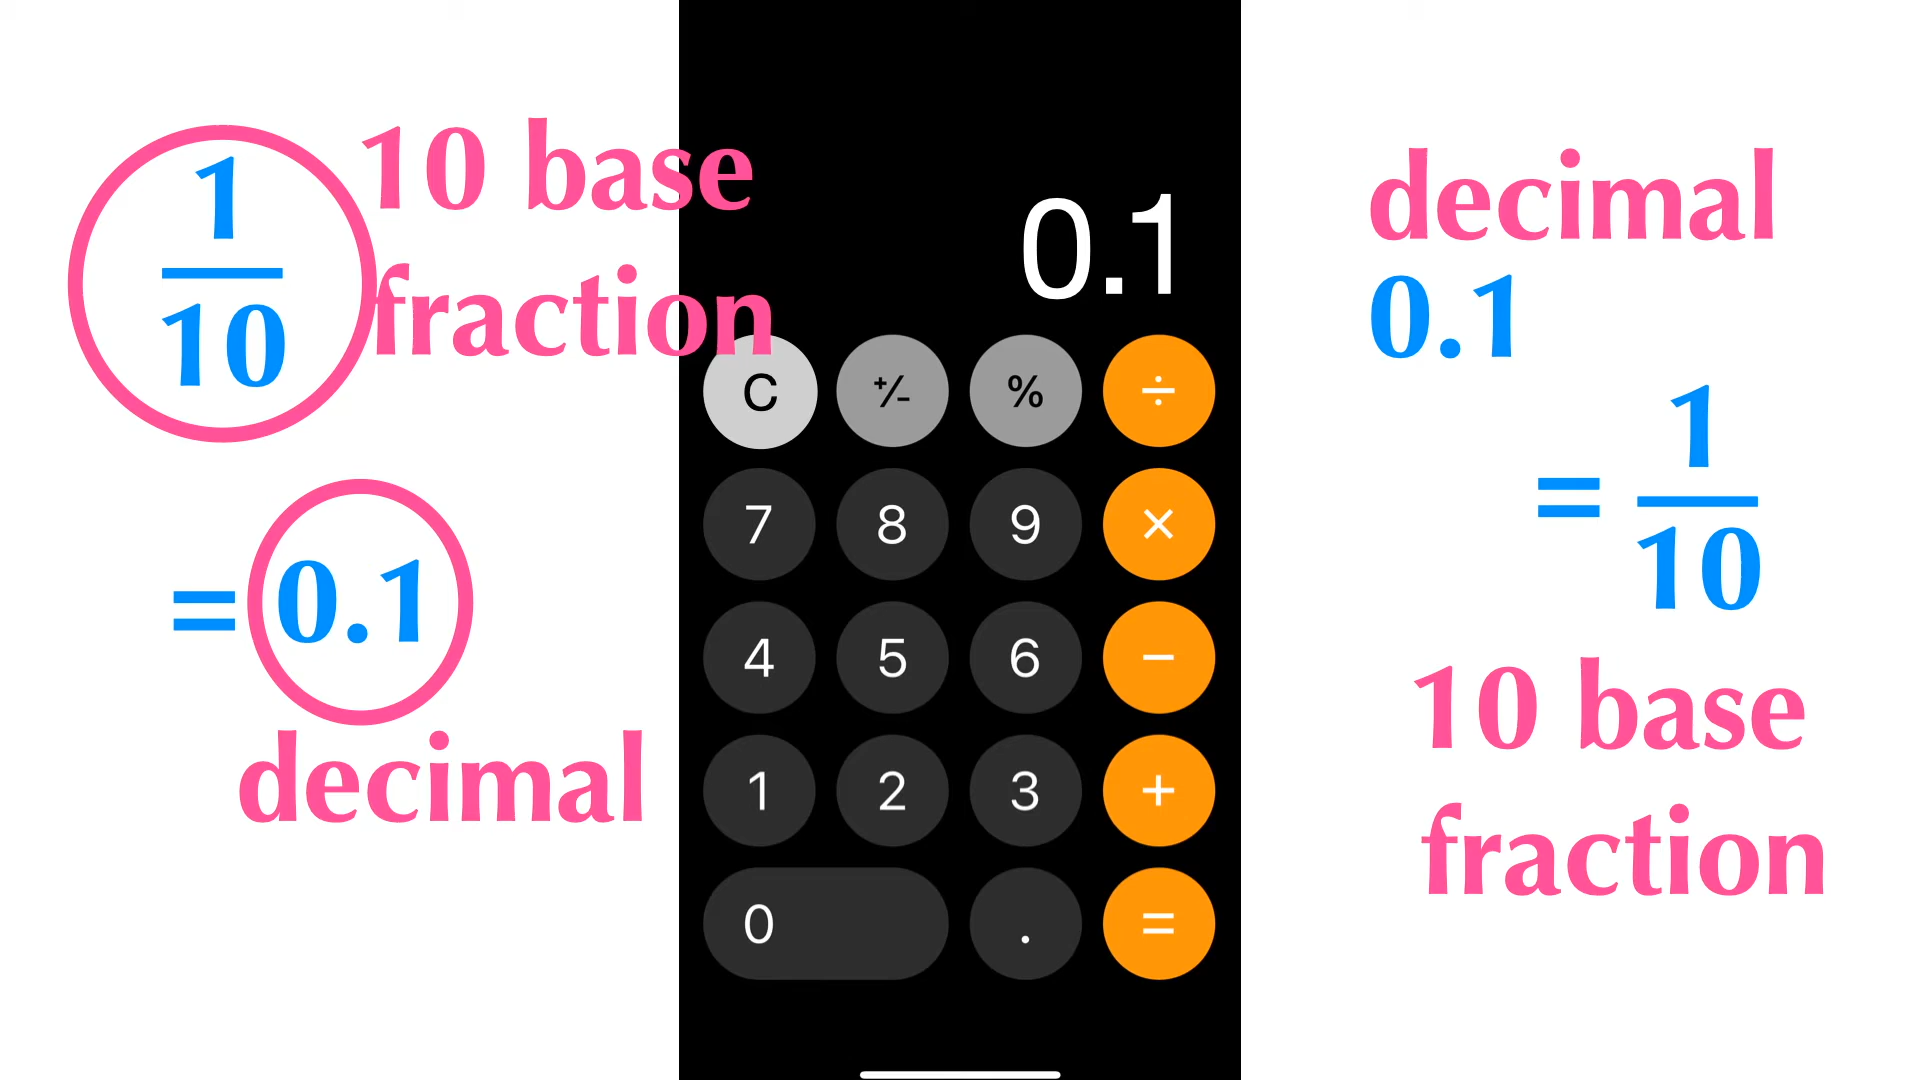 1
10
10 base
fraction
= 0.1
decimal
0.1
C +/- % ÷
7 8 9 ×
4 5 6 −
1 2 3 +
0 . =
decimal
0.1
= 1
10
10 base
fraction